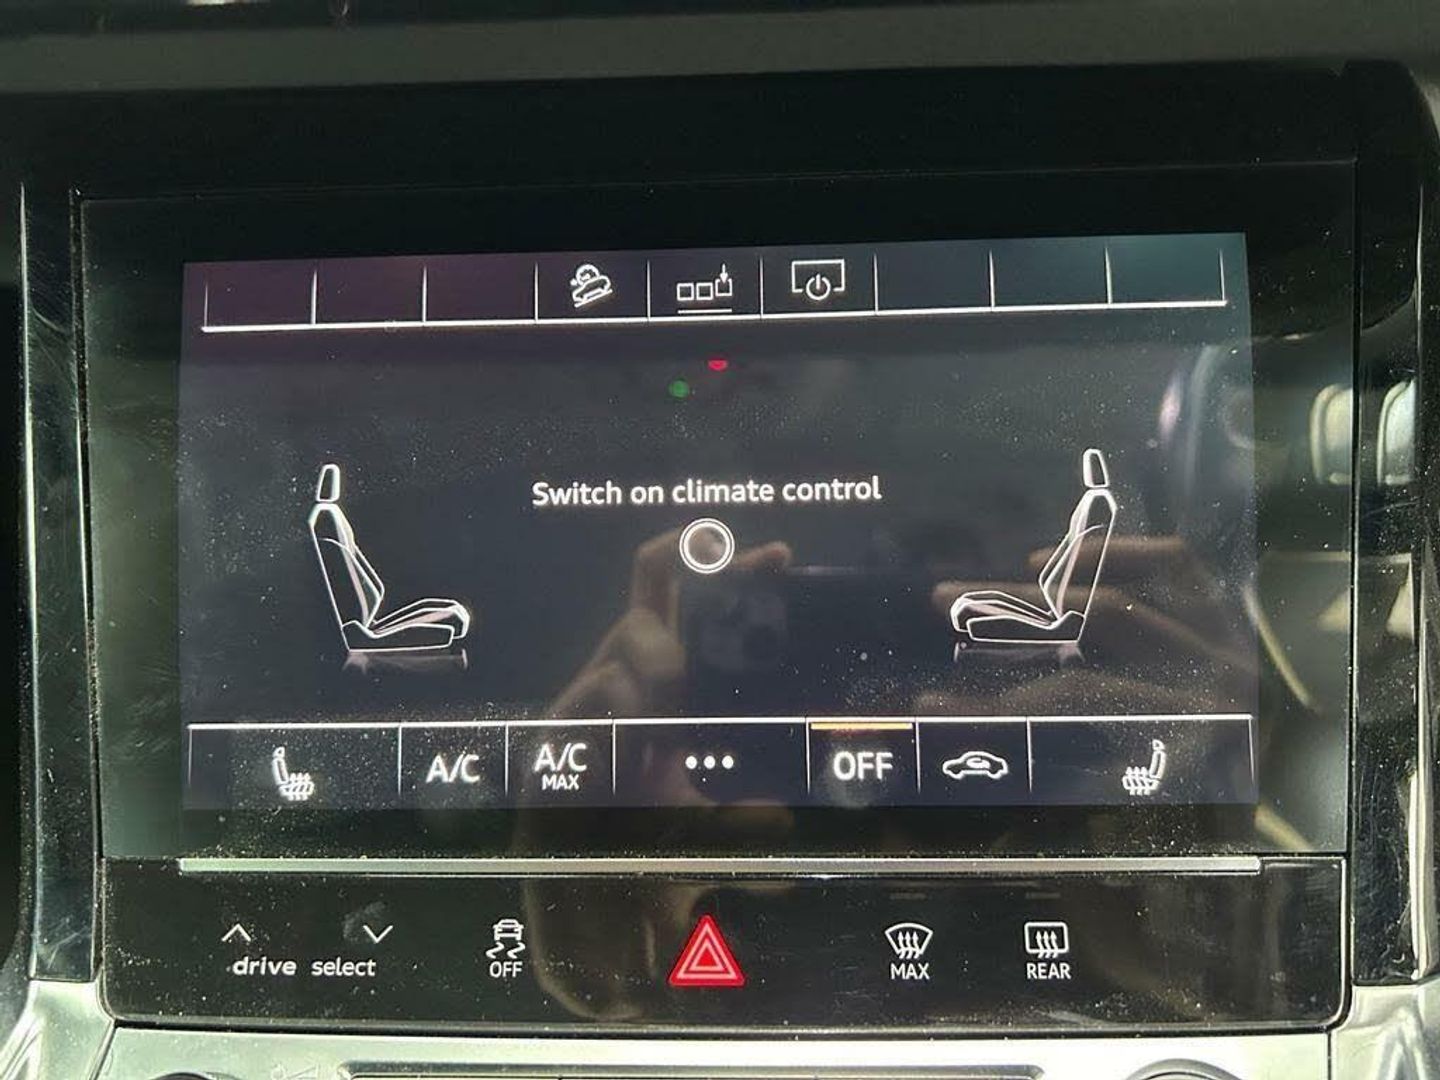 Switch on climate control
A/C
A/C
MAX
OFF
drive select
OFF
MAX
REAR